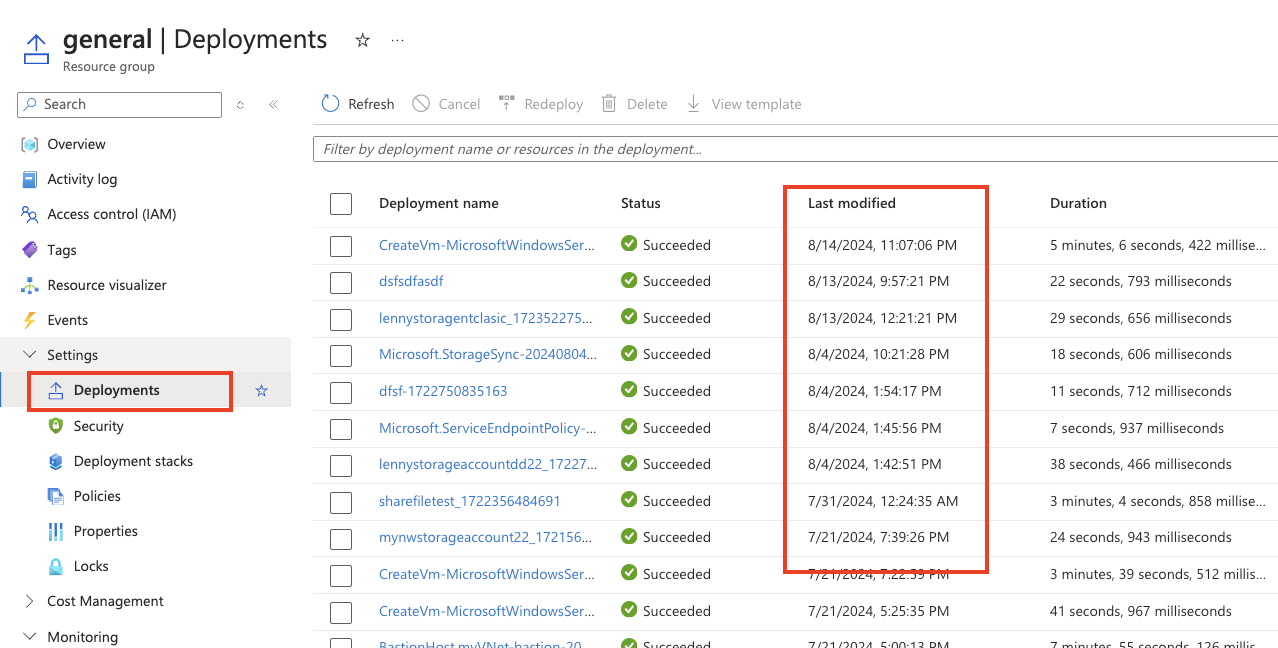 general | Deployments
Resource group
Search
Overview
Activity log
Access control (IAM)
Tags
Resource visualizer
Events
Settings
Deployments
Security
Deployment stacks
Policies
Properties
Locks
Cost Management
Monitoring
Refresh Cancel Redeploy Delete View template
Filter by deployment name or resources in the deployment...
Deployment name Status Last modified Duration
CreateVm-MicrosoftWindowsSer... Succeeded 8/14/2024, 11:07:06 PM 5 minutes, 6 seconds, 422 millise...
dsfsdfasdf Succeeded 8/13/2024, 9:57:21 PM 22 seconds, 793 milliseconds
lennystoragentclasic_172352275... Succeeded 8/13/2024, 12:21:21 PM 29 seconds, 656 milliseconds
Microsoft.StorageSync-20240804... Succeeded 8/4/2024, 10:21:28 PM 18 seconds, 606 milliseconds
dfsf-1722750835163 Succeeded 8/4/2024, 1:54:17 PM 11 seconds, 712 milliseconds
Microsoft.ServiceEndpointPolicy-... Succeeded 8/4/2024, 1:45:56 PM 7 seconds, 937 milliseconds
lennystorageaccountdd22_17227... Succeeded 8/4/2024, 1:42:51 PM 38 seconds, 466 milliseconds
sharefiletest_1722356484691 Succeeded 7/31/2024, 12:24:35 AM 3 minutes, 4 seconds, 858 millise...
mynwstorageaccount22_172156... Succeeded 7/21/2024, 7:39:26 PM 24 seconds, 943 milliseconds
CreateVm-MicrosoftWindowsSer... Succeeded 7/21/2024, 7:22:59 PM 3 minutes, 39 seconds, 512 millis...
CreateVm-MicrosoftWindowsSer... Succeeded 7/21/2024, 5:25:35 PM 41 seconds, 967 milliseconds
BastionHost.myVNet-bastion-20... Succeeded 7/21/2024, 5:00:13 PM 7 minutes, 55 seconds, 126 millis...